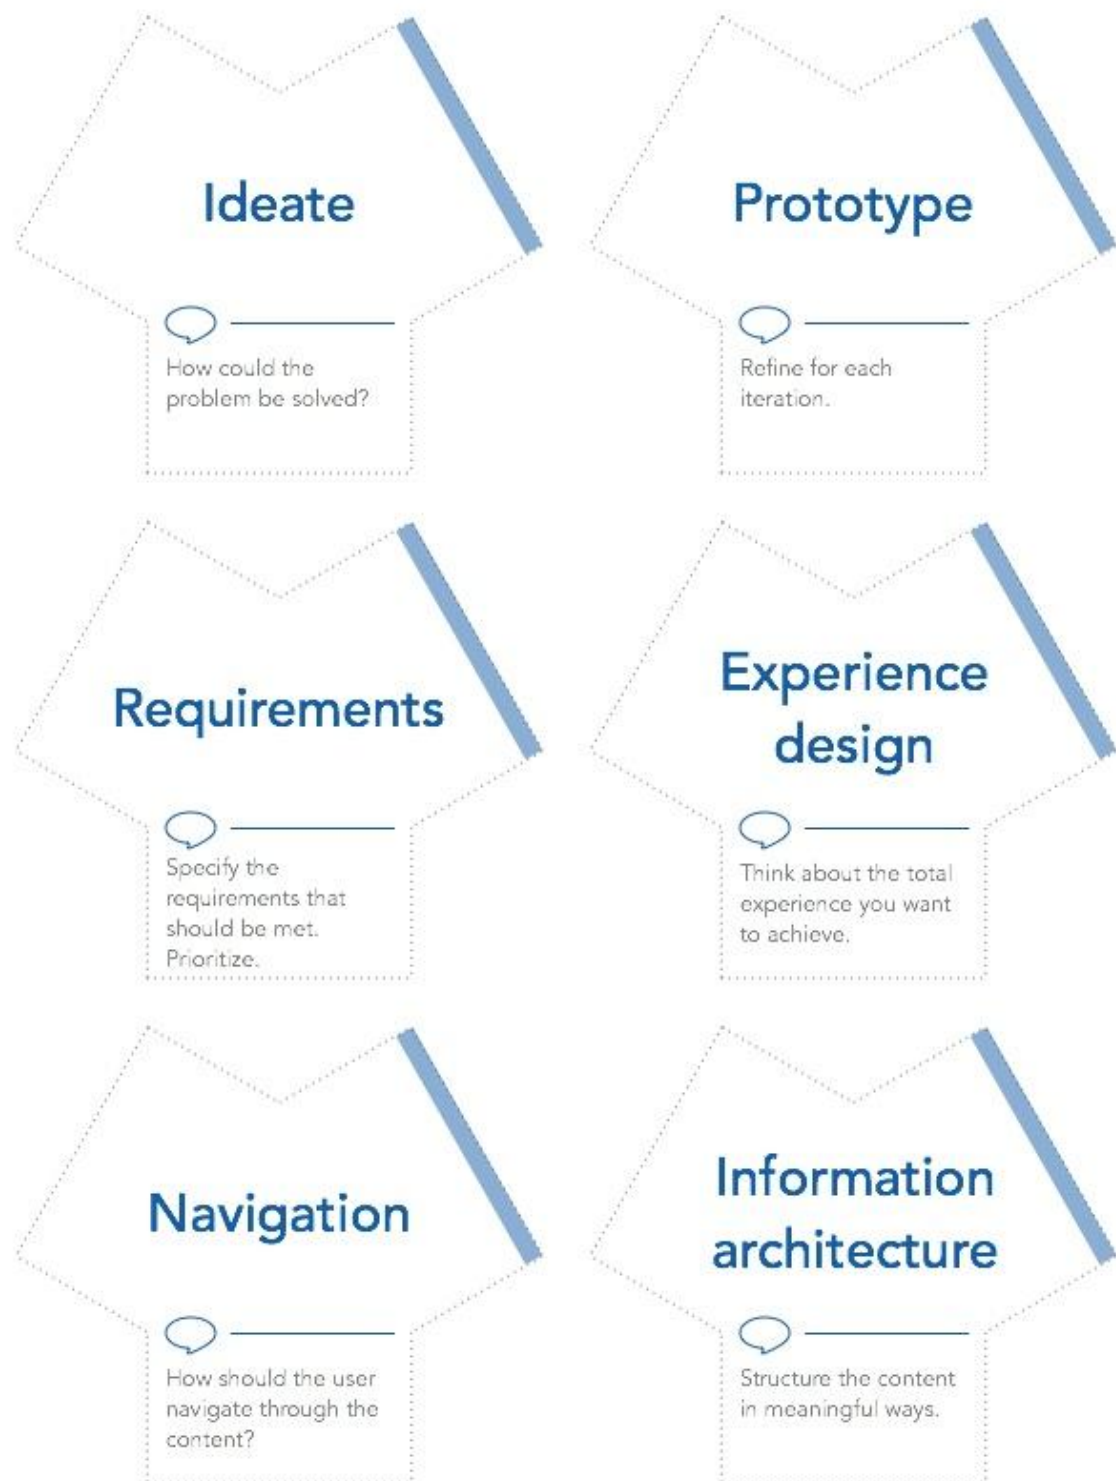 Ideate
How could the
problem be solved?
Prototype
Refine for each
iteration.
Requirements
Specify the
requirements that
should be met.
Prioritize.
Experience
design
Think about the total
experience you want
to achieve.
Navigation
How should the user
navigate through the
content?
Information
architecture
Structure the content
in meaningful ways.